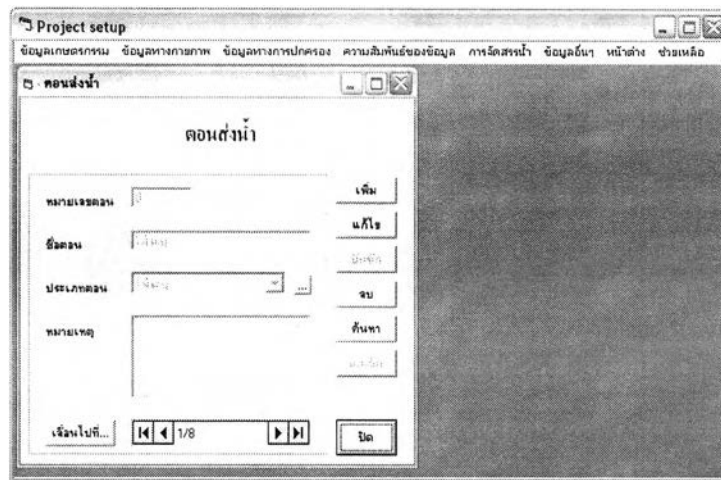 Project setup
ข้อมูลเกษตรกรรม ข้อมูลทางกายภาพ ข้อมูลทางการปกครอง ความสัมพันธ์ของข้อมูล การจัดสรรน้ำ ข้อมูลอื่นๆ หน้าต่าง ช่วยเหลือ
ตอนส่งน้ำ
ตอนส่งน้ำ
หมายเลขตอน 0
เพิ่ม
แก้ไข
ชื่อตอน
บันทึก
ประเภทตอน ...
ลบ
หมายเหตุ
ค้นหา
ยกเลิก
เลื่อนไปที่... 1/8
ปิด